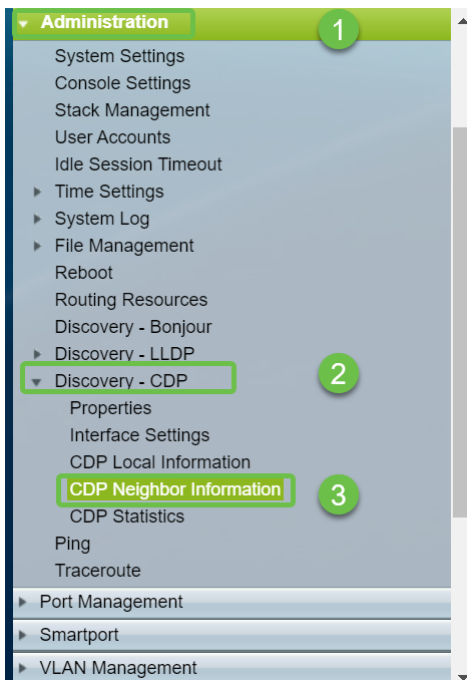 Administration 1
System Settings
Console Settings
Stack Management
User Accounts
Idle Session Timeout
Time Settings
System Log
File Management
Reboot
Routing Resources
Discovery - Bonjour
Discovery - LLDP
Discovery - CDP 2
Properties
Interface Settings
CDP Local Information
CDP Neighbor Information 3
CDP Statistics
Ping
Traceroute
Port Management
Smartport
VLAN Management